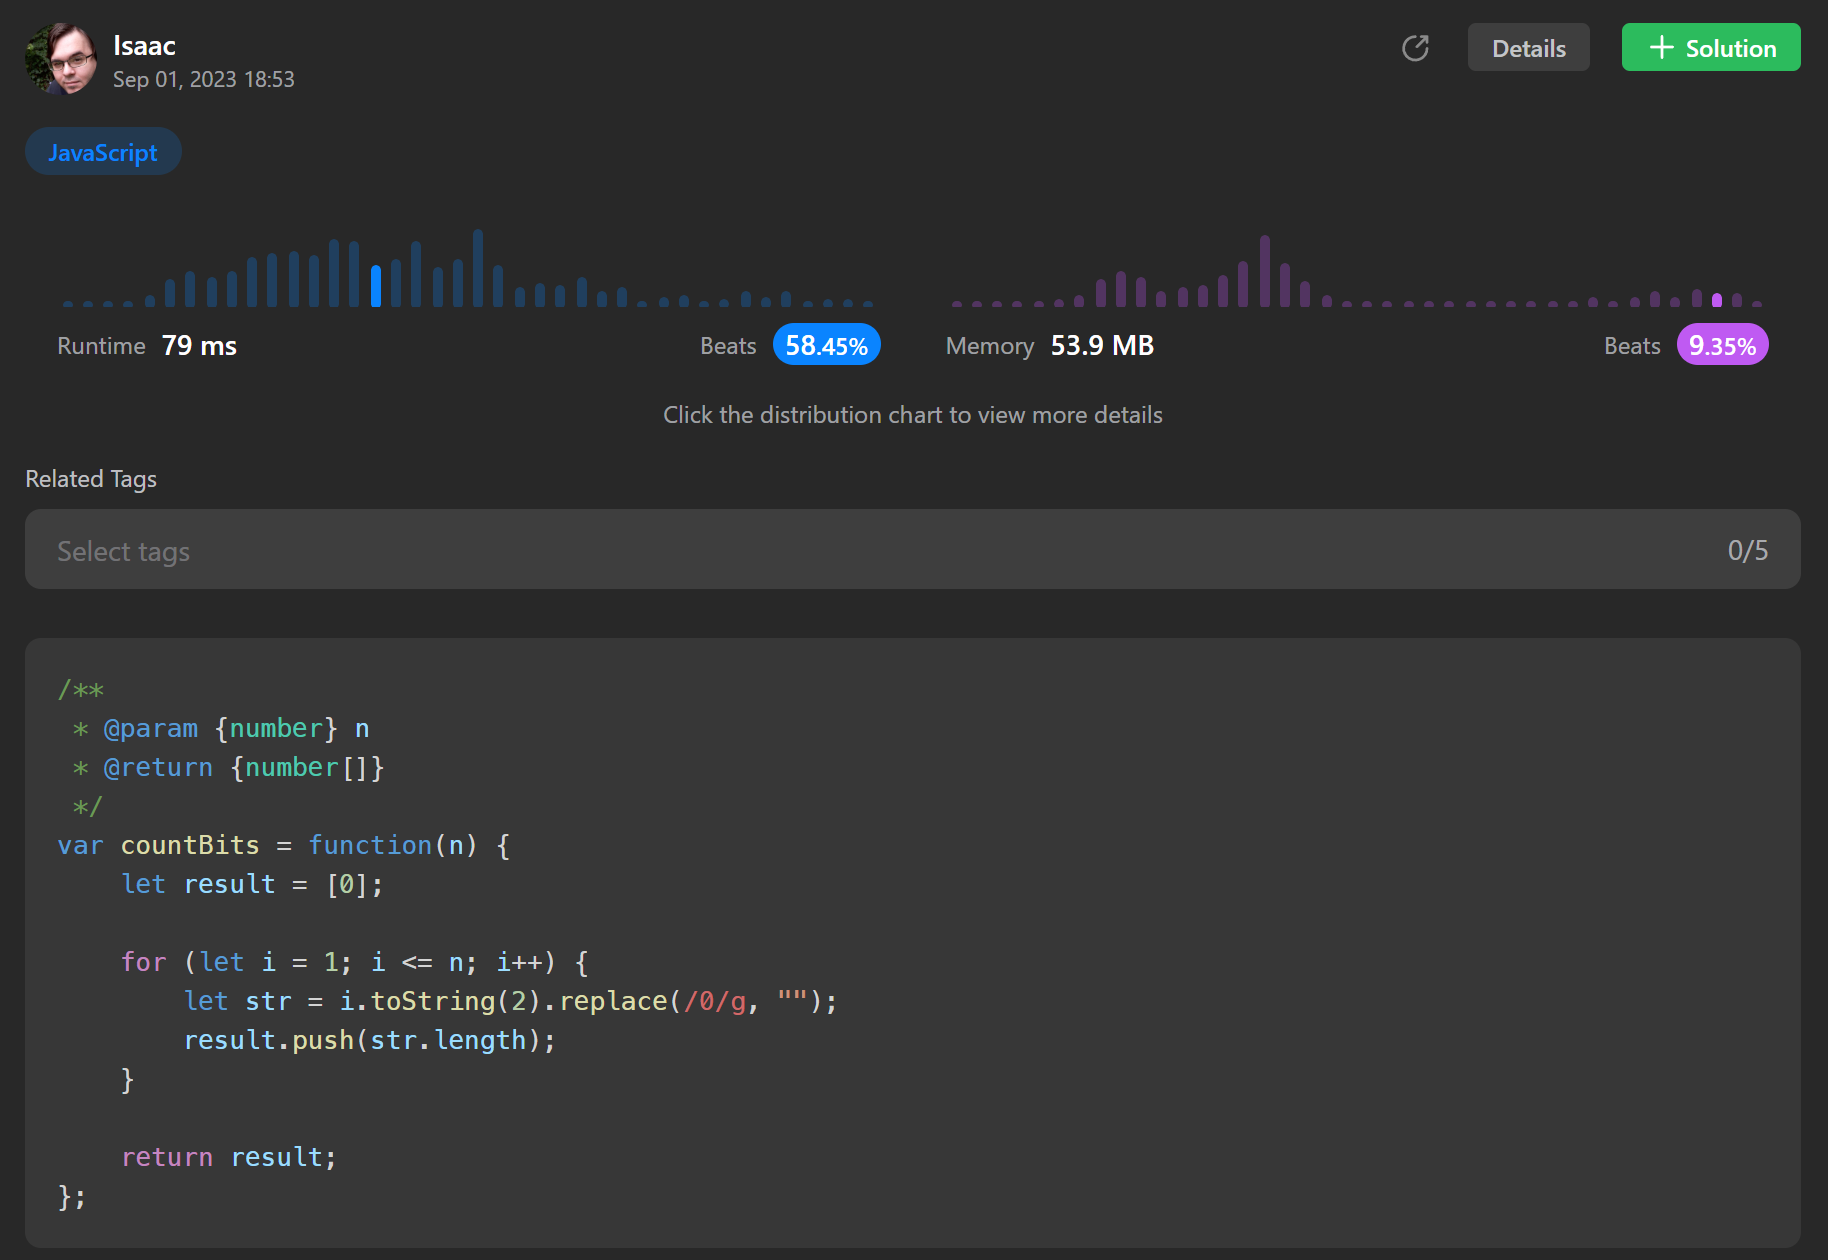 Isaac
Sep 01, 2023 18:53
Details
+ Solution
JavaScript
Runtime 79 ms
Beats 58.45%
Memory 53.9 MB
Beats 9.35%
Click the distribution chart to view more details
Related Tags
Select tags
0/5
/**
 * @param {number} n
 * @return {number[]}
 */
var countBits = function(n) {
    let result = [0];

    for (let i = 1; i <= n; i++) {
        let str = i.toString(2).replace(/0/g, "");
        result.push(str.length);
    }

    return result;
};